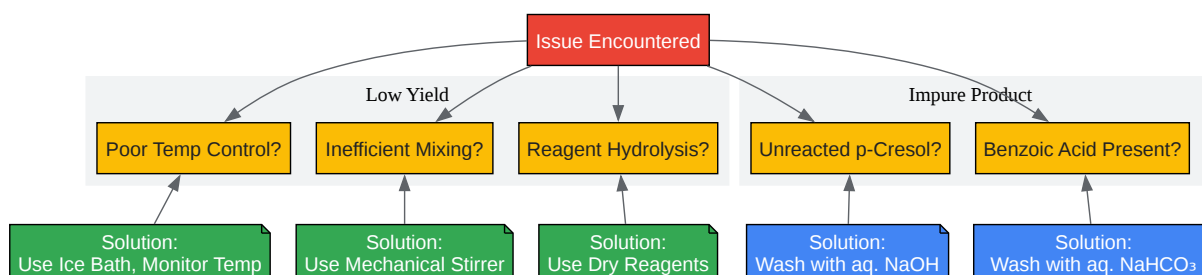 Issue Encountered
Low Yield
Impure Product
Poor Temp Control?
Inefficient Mixing?
Reagent Hydrolysis?
Unreacted p-Cresol?
Benzoic Acid Present?
Solution:
Use Ice Bath, Monitor Temp
Solution:
Use Mechanical Stirrer
Solution:
Use Dry Reagents
Solution:
Wash with aq. NaOH
Solution:
Wash with aq. NaHCO₃